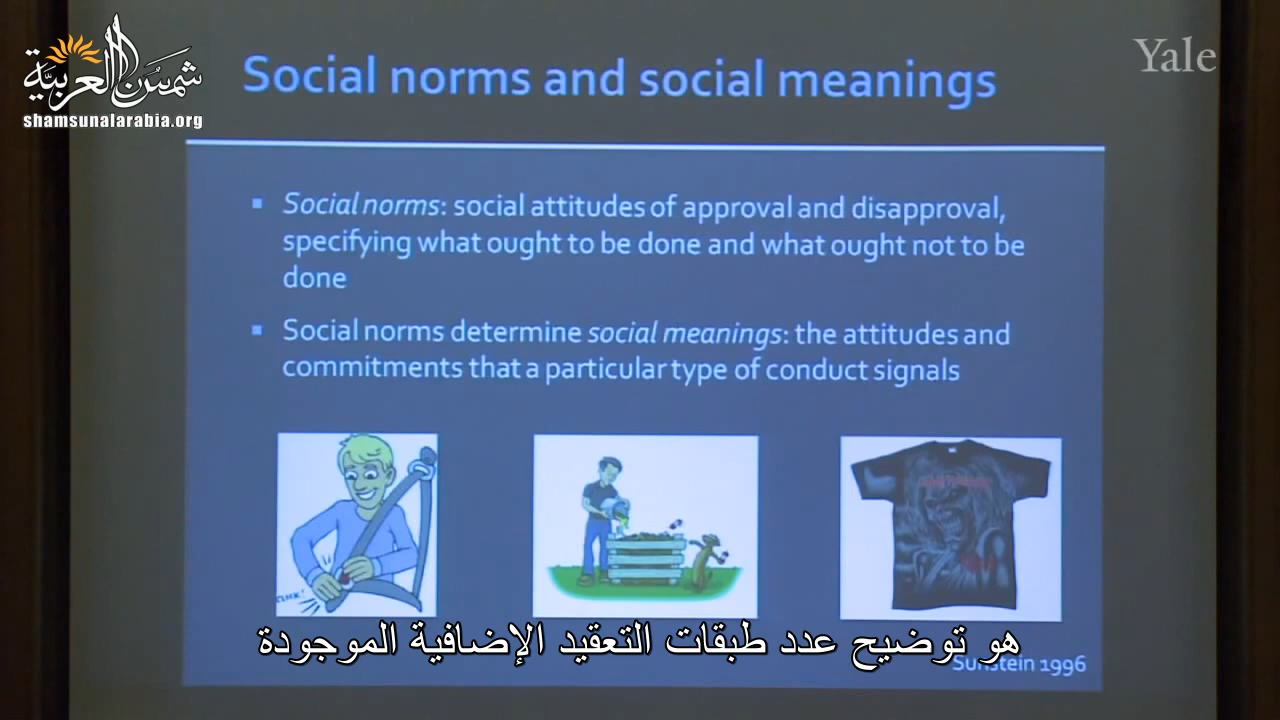 شمس العربية
shamsunalarabia.org
Yale
Social norms and social meanings
▪ Social norms: social attitudes of approval and disapproval,
specifying what ought to be done and what ought not to be
done
▪ Social norms determine social meanings: the attitudes and
commitments that a particular type of conduct signals
CLICK!
هو توضيح عدد طبقات التعقيد الإضافية الموجودة
Sunstein 1996